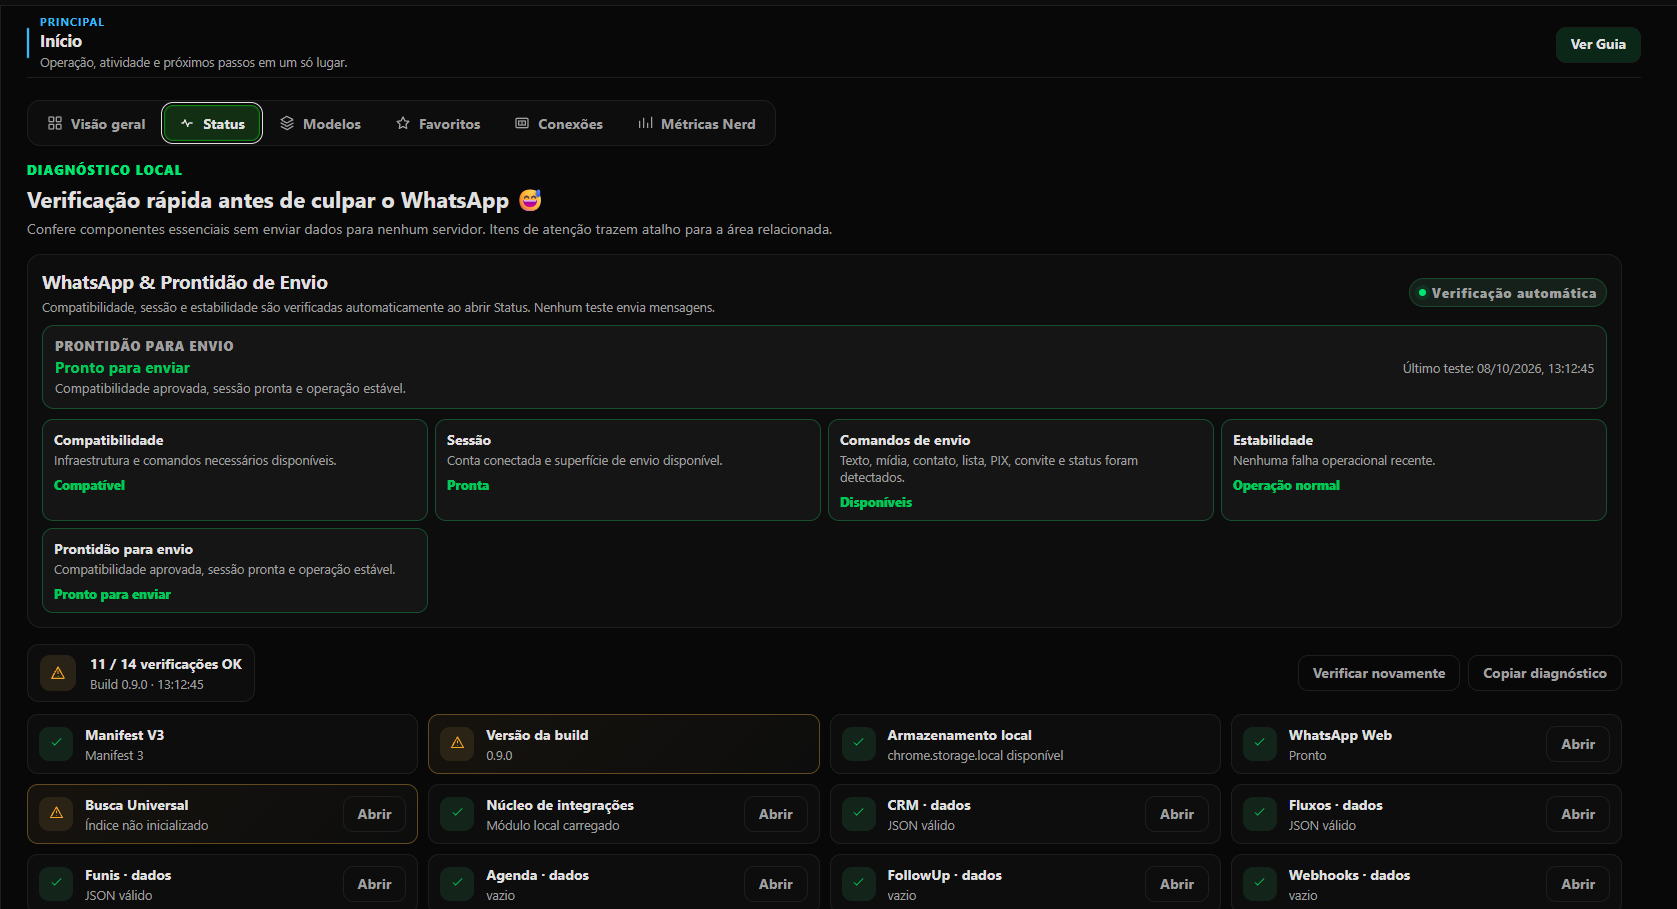 PRINCIPAL
Início
Operação, atividade e próximos passos em um só lugar.
Ver Guia
Visão geral
Status
Modelos
Favoritos
Conexões
Métricas Nerd
DIAGNÓSTICO LOCAL
Verificação rápida antes de culpar o WhatsApp 😅
Confere componentes essenciais sem enviar dados para nenhum servidor. Itens de atenção trazem atalho para a área relacionada.
WhatsApp & Prontidão de Envio
Compatibilidade, sessão e estabilidade são verificadas automaticamente ao abrir Status. Nenhum teste envia mensagens.
Verificação automática
PRONTIDÃO PARA ENVIO
Pronto para enviar
Compatibilidade aprovada, sessão pronta e operação estável.
Último teste: 08/10/2026, 13:12:45
Compatibilidade
Infraestrutura e comandos necessários disponíveis.
Compatível
Sessão
Conta conectada e superfície de envio disponível.
Pronta
Comandos de envio
Texto, mídia, contato, lista, PIX, convite e status foram
detectados.
Disponíveis
Estabilidade
Nenhuma falha operacional recente.
Operação normal
Prontidão para envio
Compatibilidade aprovada, sessão pronta e operação estável.
Pronto para enviar
11 / 14 verificações OK
Build 0.9.0 · 13:12:45
Verificar novamente
Copiar diagnóstico
Manifest V3
Manifest 3
Versão da build
0.9.0
Armazenamento local
chrome.storage.local disponível
WhatsApp Web
Pronto
Abrir
Busca Universal
Índice não inicializado
Abrir
Núcleo de integrações
Módulo local carregado
Abrir
CRM · dados
JSON válido
Abrir
Fluxos · dados
JSON válido
Abrir
Funis · dados
JSON válido
Abrir
Agenda · dados
vazio
Abrir
FollowUp · dados
vazio
Abrir
Webhooks · dados
vazio
Abrir